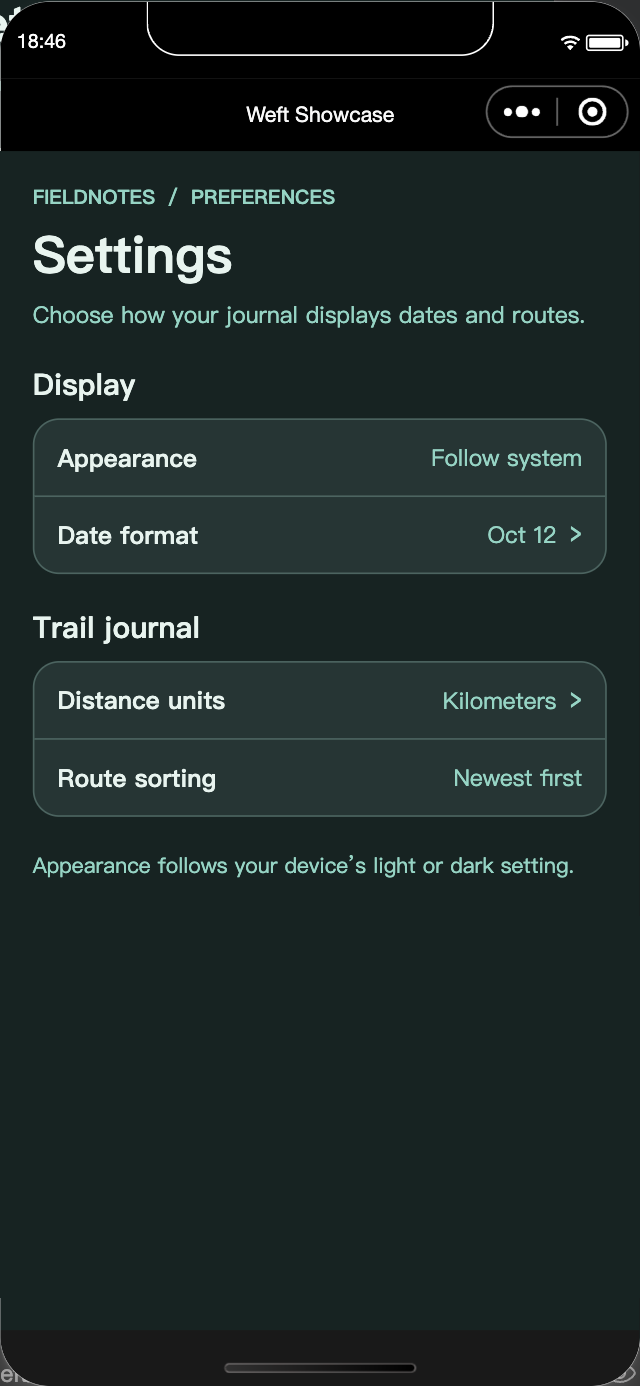 18:46
Weft Showcase
FIELDNOTES / PREFERENCES
Settings
Choose how your journal displays dates and routes.
Display
Appearance Follow system
Date format Oct 12 >
Trail journal
Distance units Kilometers >
Route sorting Newest first
Appearance follows your device's light or dark setting.